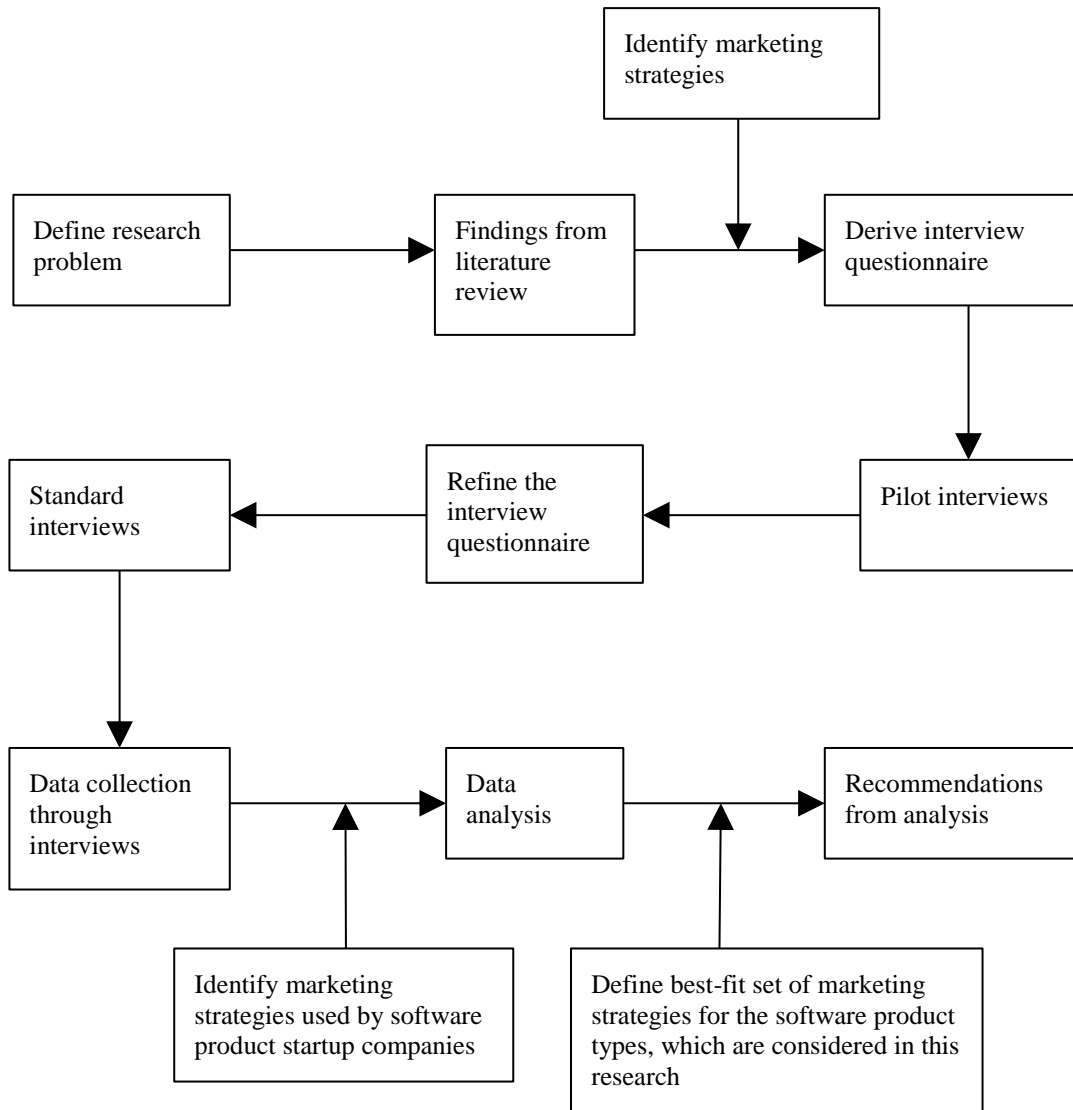 Identify marketing
strategies
Define research
problem
Findings from
literature
review
Derive interview
questionnaire
Standard
interviews
Refine the
interview
questionnaire
Pilot interviews
Data collection
through
interviews
Data
analysis
Recommendations
from analysis
Identify marketing
strategies used by software
product startup companies
Define best-fit set of marketing
strategies for the software product
types, which are considered in this
research